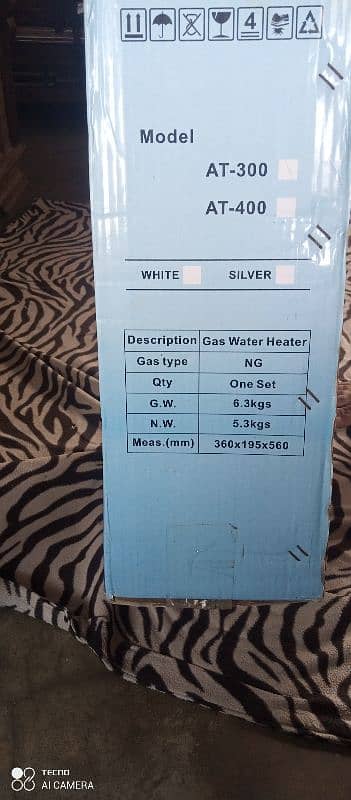 4
Model
AT-300
AT-400
WHITE SILVER
Description Gas Water Heater
Gas type NG
Qty One Set
G.W. 6.3kgs
N.W. 5.3kgs
Meas.(mm) 360x195x560
TECNO
AI CAMERA